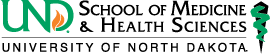 UND SCHOOL OF MEDICINE
& HEALTH SCIENCES
UNIVERSITY OF NORTH DAKOTA